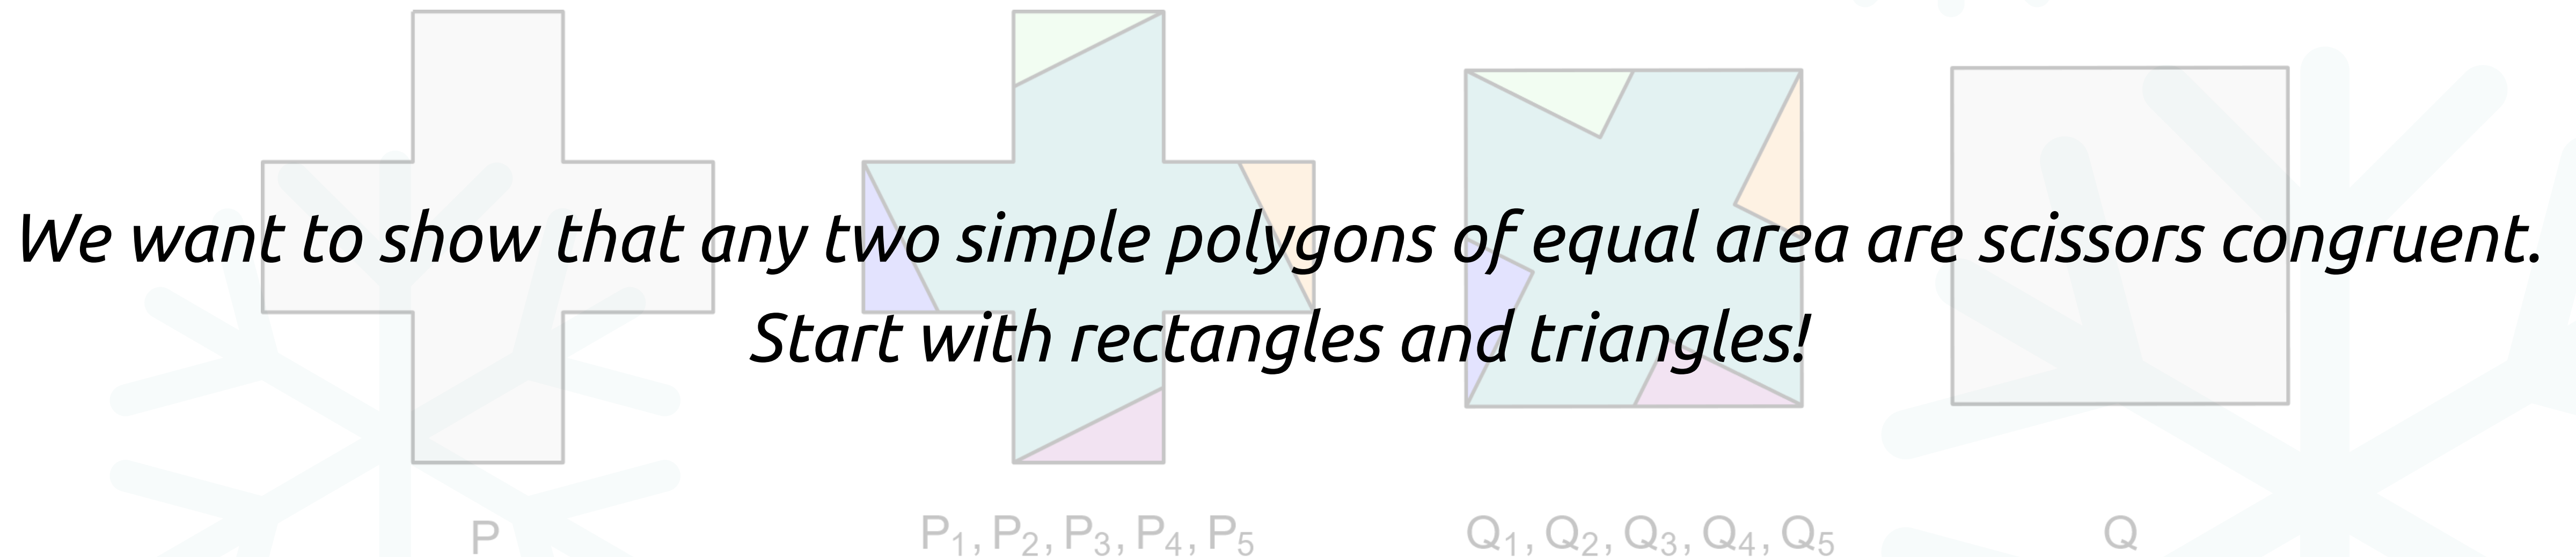 We want to show that any two simple polygons of equal area are scissors congruent.
Start with rectangles and triangles!
P
P₁, P₂, P₃, P₄, P₅
Q₁, Q₂, Q₃, Q₄, Q₅
Q